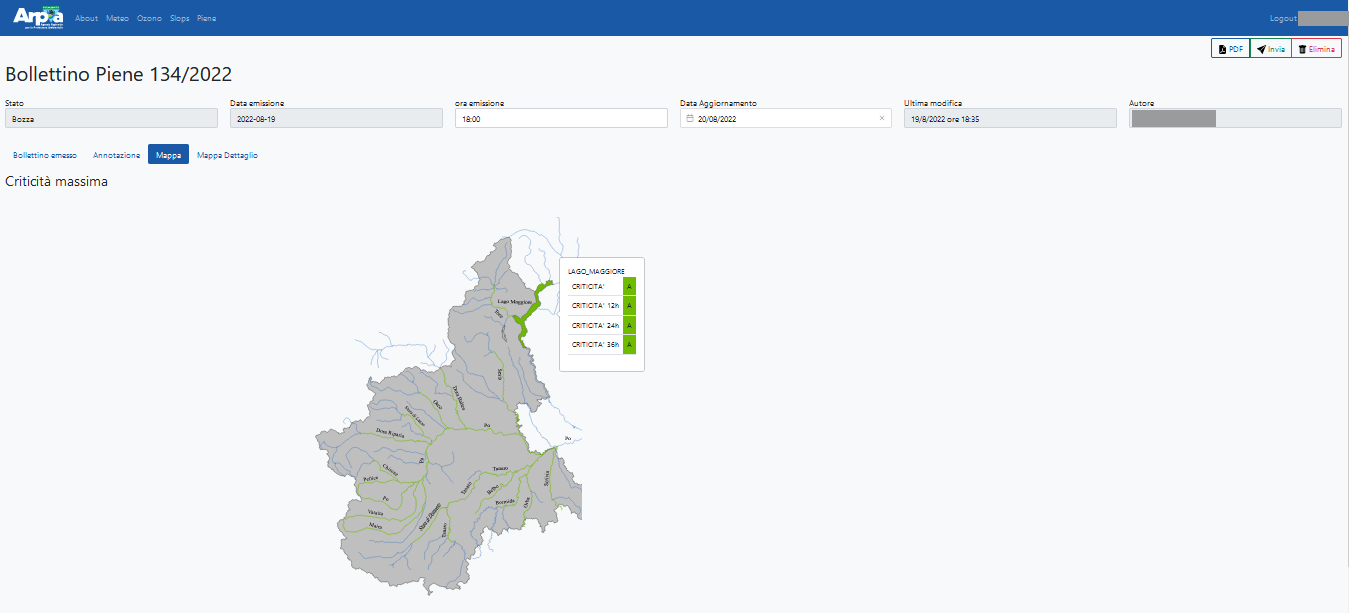 Arpa
About Meteo Ozono Slops Piene
Logout
PDF Invia Elimina
Bollettino Piene 134/2022
Stato Data emissione ora emissione Data Aggiornamento Ultima modifica Autore
Bozza 2022-08-19 18:00 20/08/2022 × 19/8/2022 ore 18:35
Bollettino emesso Annotazione Mappa Mappa Dettaglio
Criticità massima
LAGO_MAGGIORE
CRITICITA' A
CRITICITA' 12h A
CRITICITA' 24h A
CRITICITA' 36h A
Lago Maggiore
Toce
Sesia
Dora Baltea
Orco
Stura di Lanzo
Po
Dora Riparia
Po
Po
Chisone
Pellice
Po
Varaita
Maira
Stura di Demonte
Tanaro
Tanaro
Tanaro
Belbo
Bormida
Orba
Scrivia